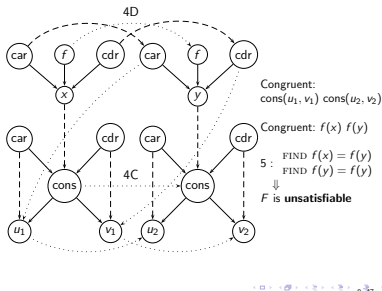 4D
car f cdr car f cdr
x y
Congruent:
cons(u₁, v₁) cons(u₂, v₂)
Congruent: f(x) f(y)
car cdr car cdr
5 : FIND f(x) = f(y)
FIND f(y) = f(y)
4C
cons cons
⇓
F is unsatisfiable
u₁ v₁ u₂ v₂